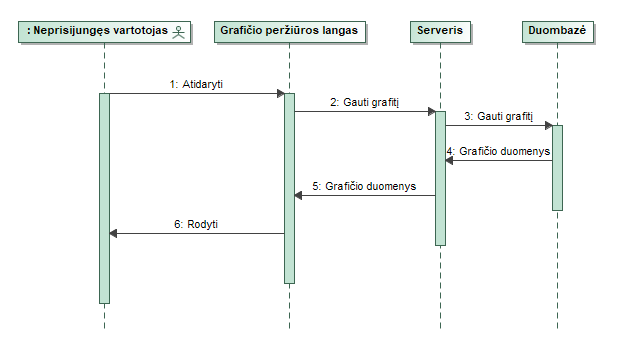 : Neprisijungęs vartotojas
Grafičio peržiūros langas
Serveris
Duombazė
1: Atidaryti
2: Gauti grafitį
3: Gauti grafitį
4: Grafičio duomenys
5: Grafičio duomenys
6: Rodyti